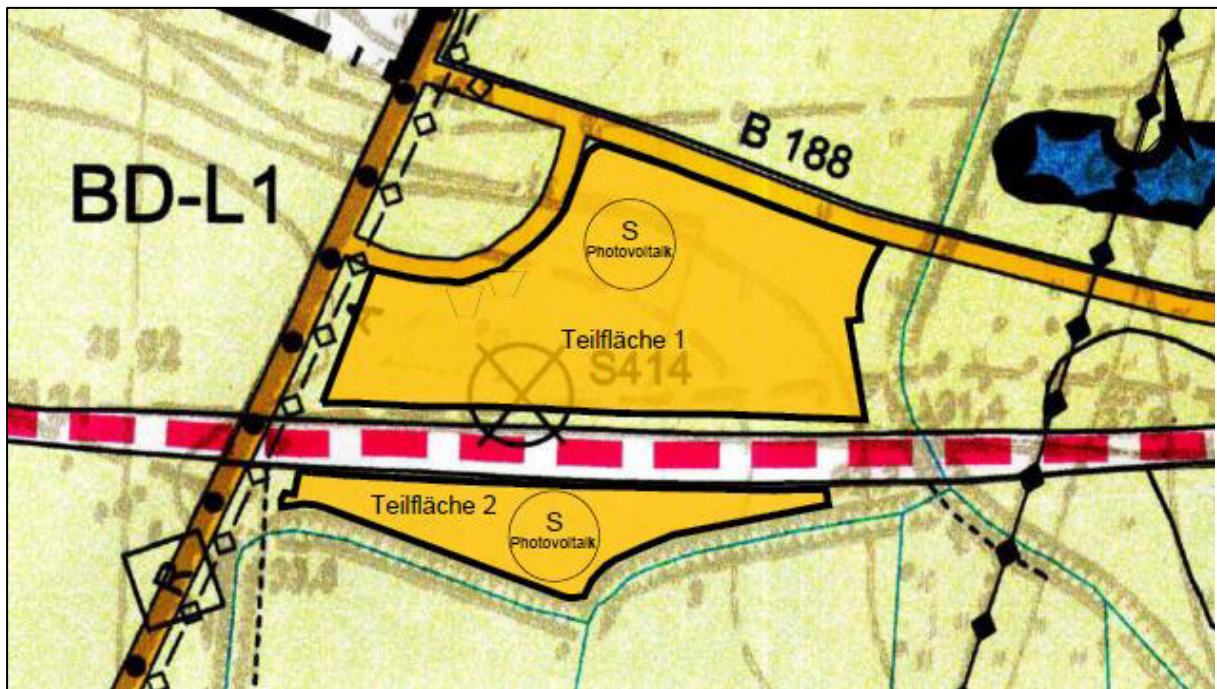 B 188
BD-L1
S
Photovoltaik
Teilfläche 1
S414
Teilfläche 2
S
Photovoltaik